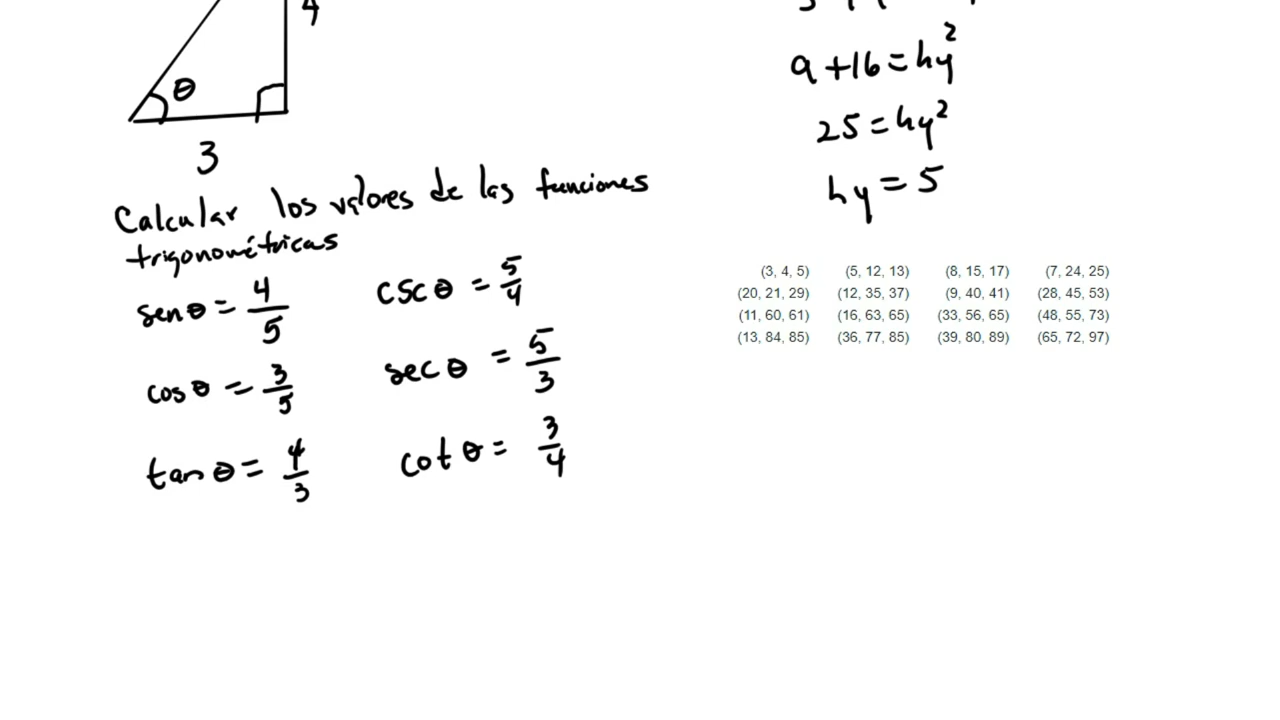 4
θ
3
Calcular los valores de las funciones
trigonométricas
senθ = 4/5
cscθ = 5/4
cosθ = 3/5
secθ = 5/3
tanθ = 4/3
cotθ = 3/4
9+16=hy²
25=hy²
hy=5
(3, 4, 5) (5, 12, 13) (8, 15, 17) (7, 24, 25)
(20, 21, 29) (12, 35, 37) (9, 40, 41) (28, 45, 53)
(11, 60, 61) (16, 63, 65) (33, 56, 65) (48, 55, 73)
(13, 84, 85) (36, 77, 85) (39, 80, 89) (65, 72, 97)